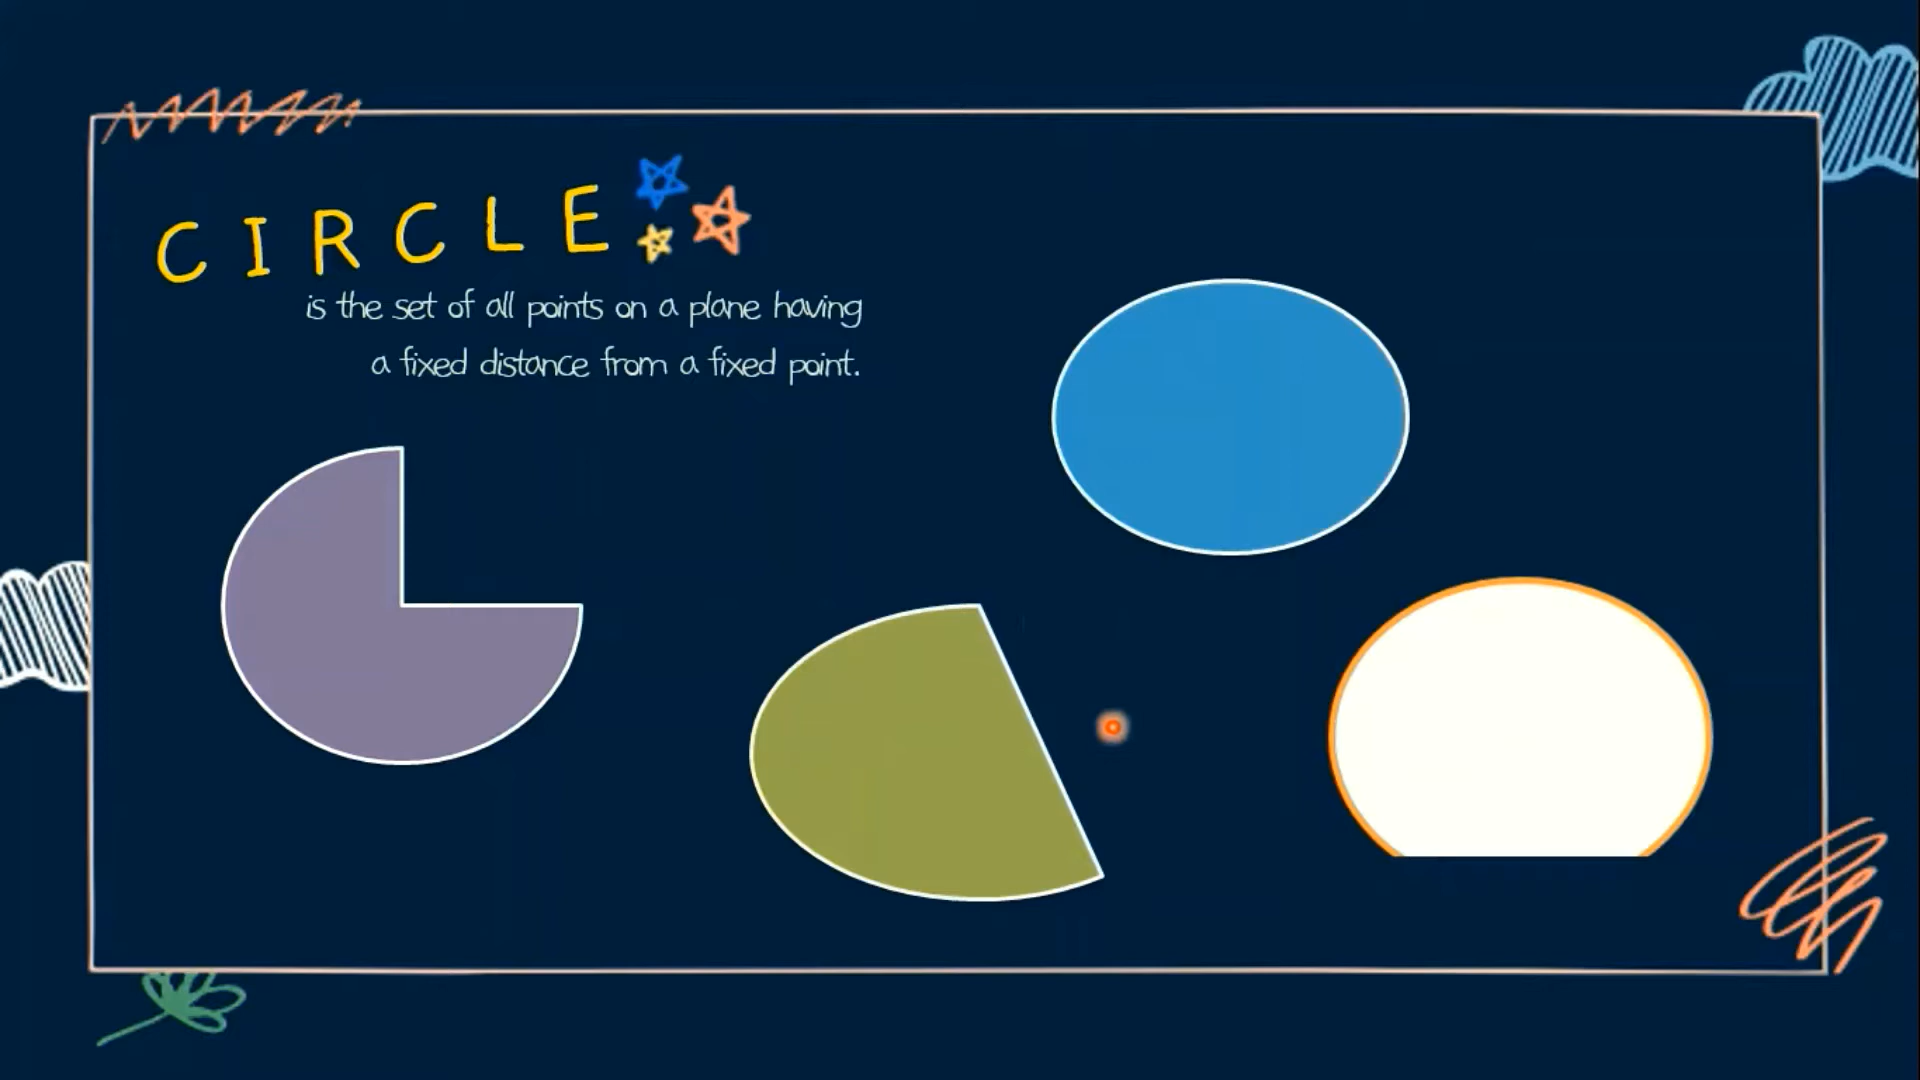 CIRCLE
is the set of all points on a plane having
a fixed distance from a fixed point.